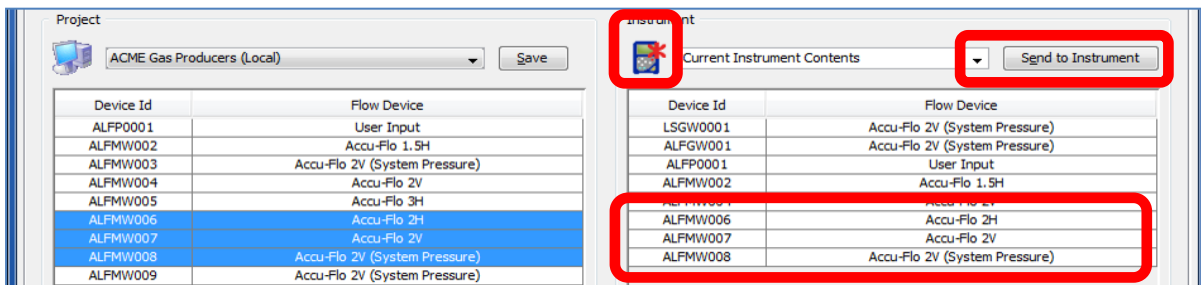 Project
ACME Gas Producers (Local)
Save
Device Id Flow Device
ALFP0001 User Input
ALFMW002 Accu-Flo 1.5H
ALFMW003 Accu-Flo 2V (System Pressure)
ALFMW004 Accu-Flo 2V
ALFMW005 Accu-Flo 3H
ALFMW006 Accu-Flo 2H
ALFMW007 Accu-Flo 2V
ALFMW008 Accu-Flo 2V (System Pressure)
ALFMW009 Accu-Flo 2V (System Pressure)
Instrument
Current Instrument Contents
Send to Instrument
Device Id Flow Device
LSGW0001 Accu-Flo 2V (System Pressure)
ALFGW001 Accu-Flo 2V (System Pressure)
ALFP0001 User Input
ALFMW002 Accu-Flo 1.5H
ALFMW004 Accu-Flo 2V
ALFMW006 Accu-Flo 2H
ALFMW007 Accu-Flo 2V
ALFMW008 Accu-Flo 2V (System Pressure)